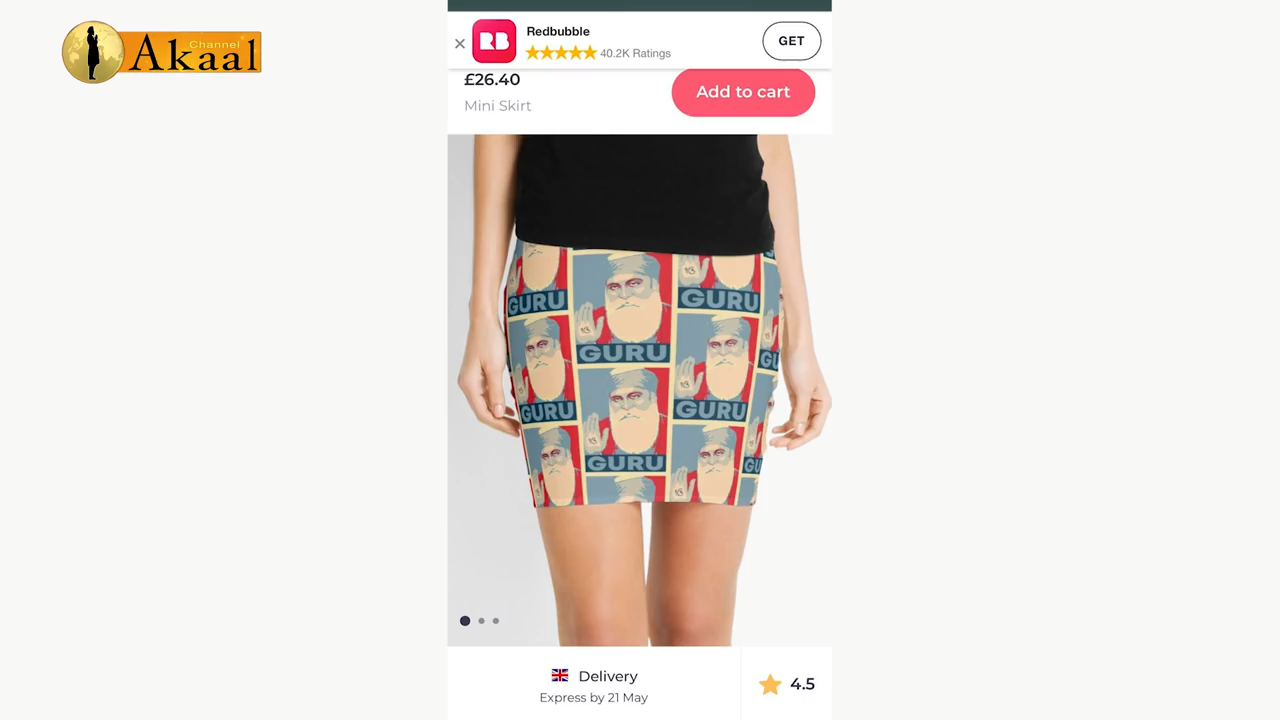 Channel
Akaal
Redbubble
40.2K Ratings
GET
£26.40
Mini Skirt
Add to cart
GURU
GURU
GURU
GURU
GURU
GURU
GURU
Delivery
Express by 21 May
4.5